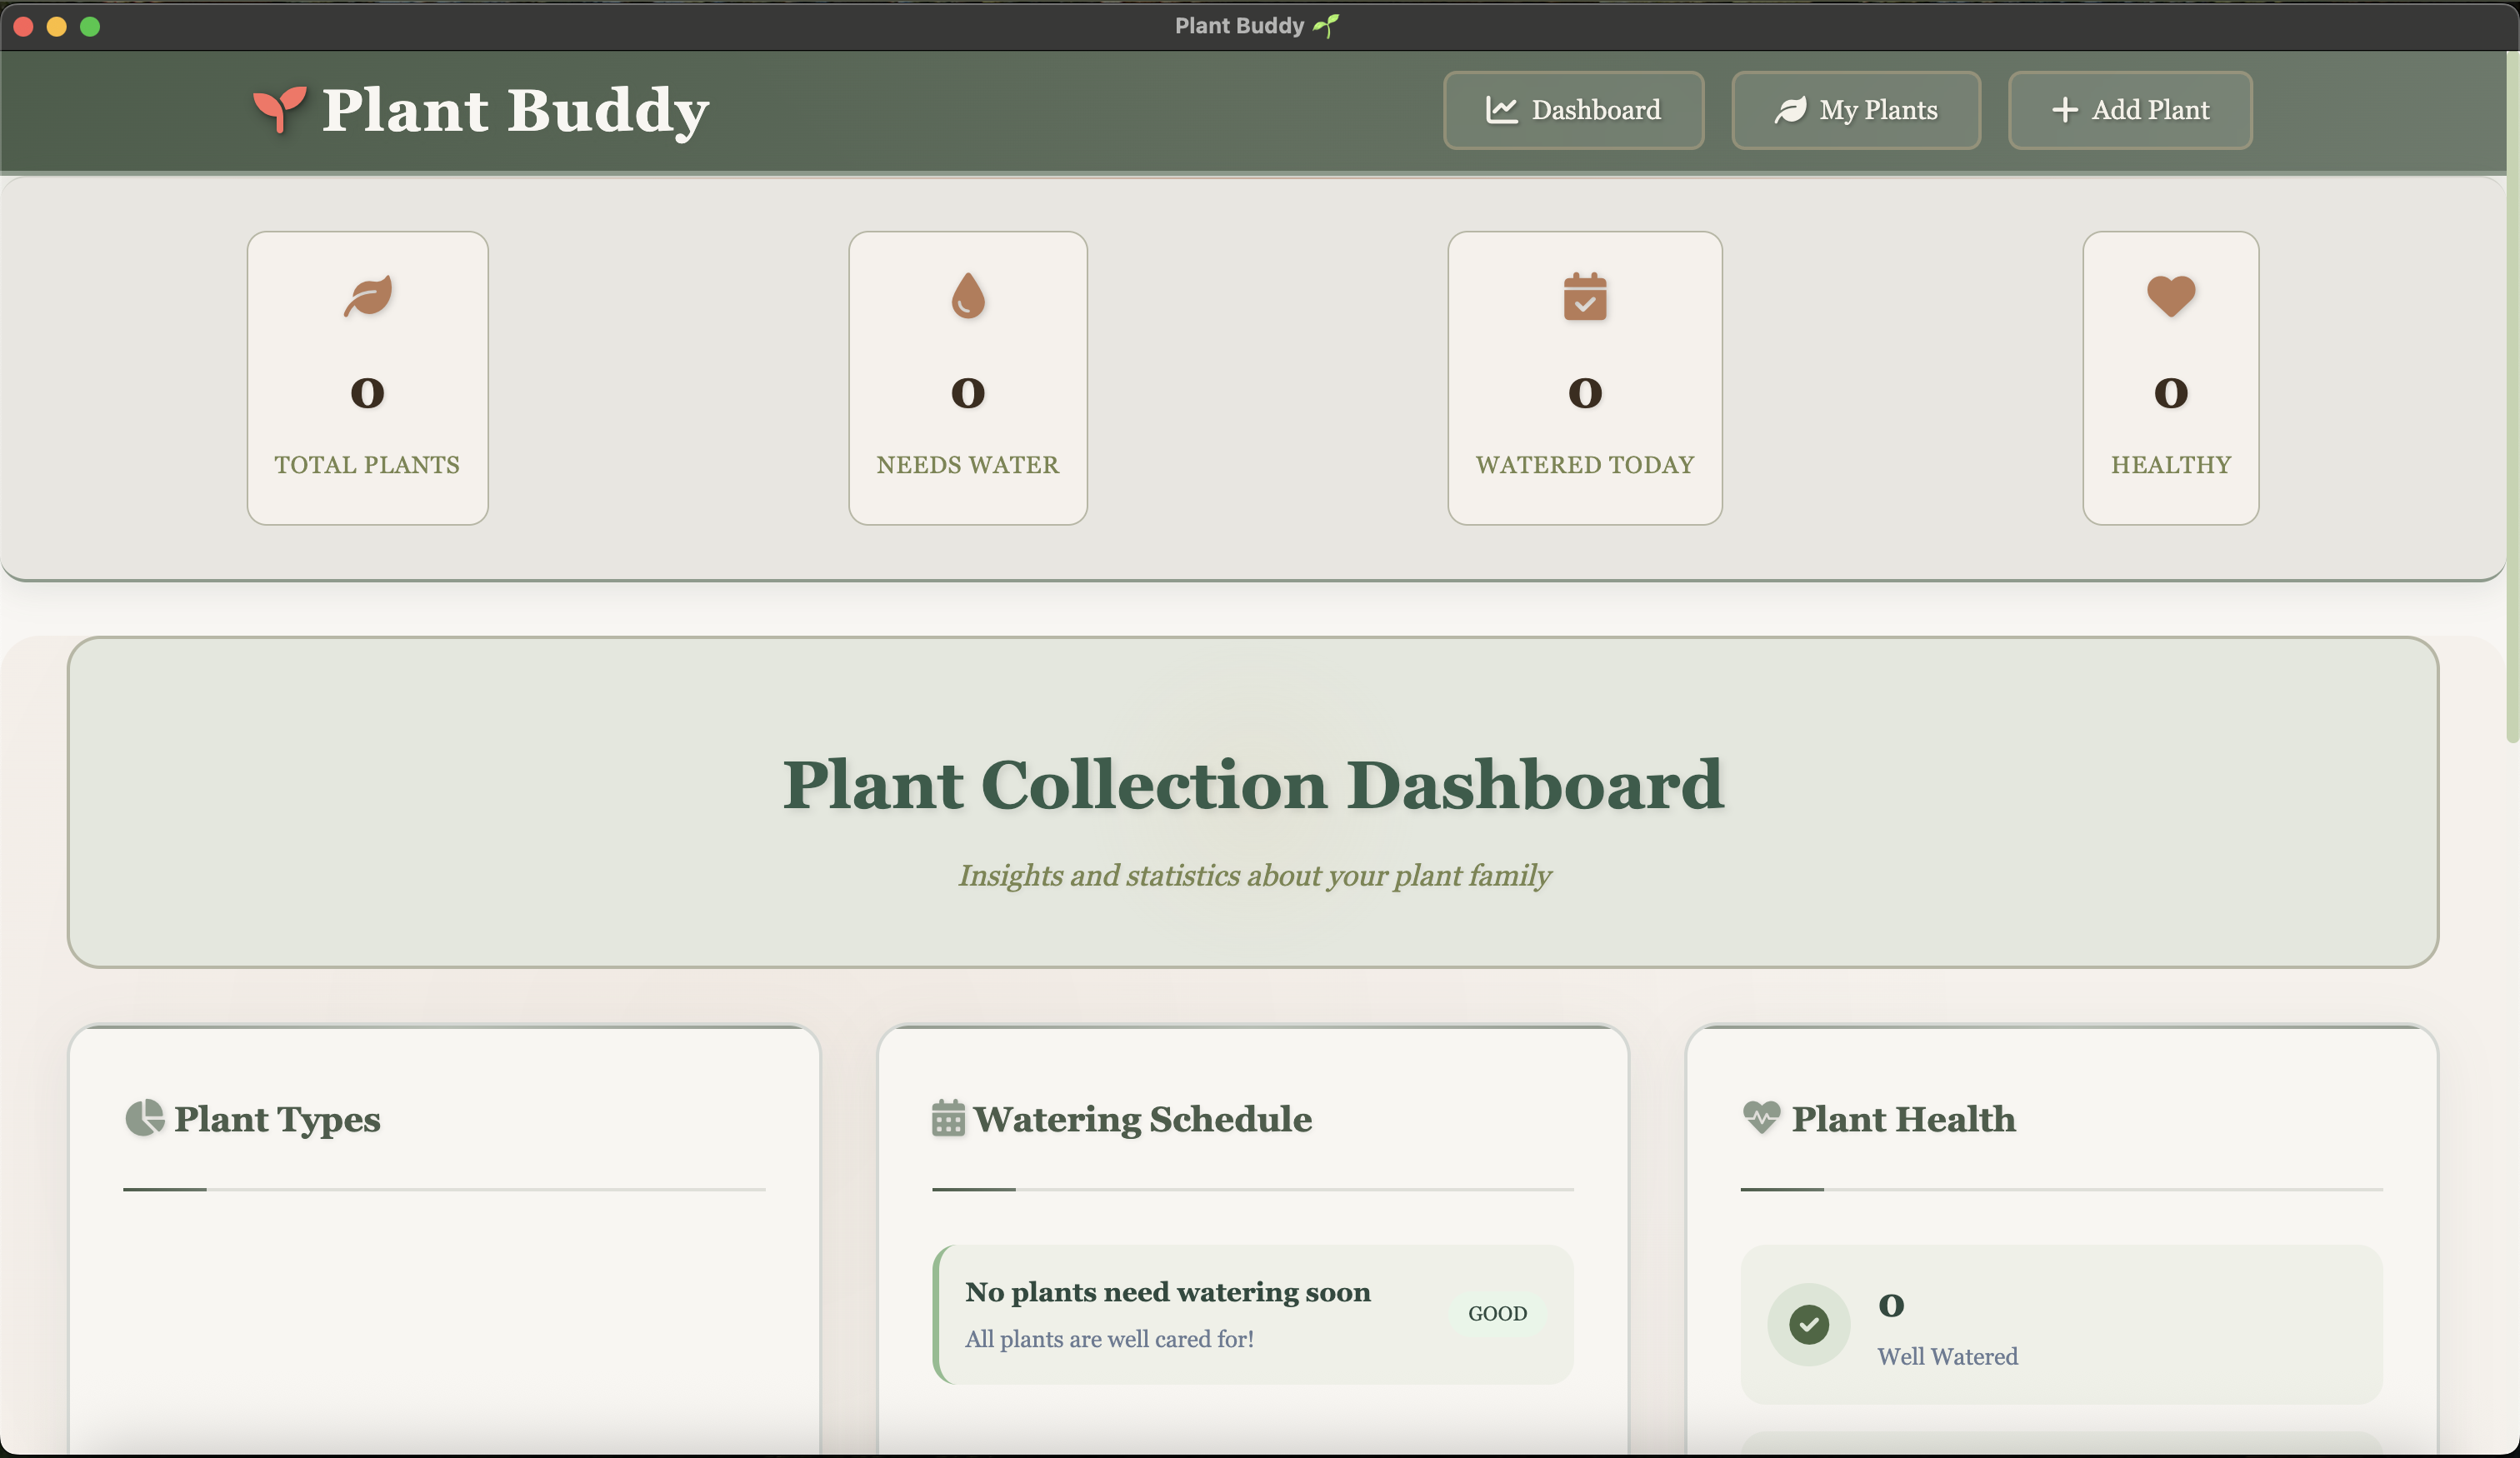 Plant Buddy 🌱
Plant Buddy
Dashboard
My Plants
Add Plant
0
TOTAL PLANTS
0
NEEDS WATER
0
WATERED TODAY
0
HEALTHY
Plant Collection Dashboard
Insights and statistics about your plant family
Plant Types
Watering Schedule
No plants need watering soon
All plants are well cared for!
GOOD
Plant Health
0
Well Watered